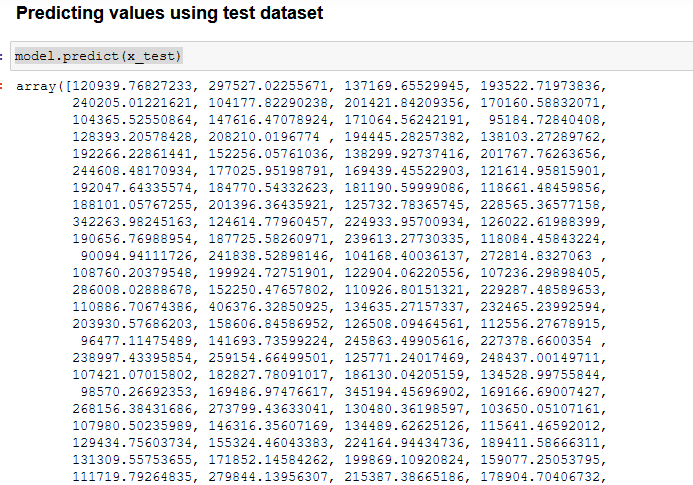 Predicting values using test dataset
: model.predict(x_test)
: array([120939.76827233, 297527.02255671, 137169.65529945, 193522.71973836,
240205.01221621, 104177.82290238, 201421.84209356, 170160.58832071,
104365.52550864, 147616.47078924, 171064.56242191, 95184.72840408,
128393.20578428, 208210.0196774 , 194445.28257382, 138103.27289762,
192266.22861441, 152256.05761036, 138299.92737416, 201767.76263656,
244608.48170934, 177025.95198791, 169439.45522903, 121614.95815901,
192047.64335574, 184770.54332623, 181190.59999086, 118661.48459856,
188101.05767255, 201396.36435921, 125732.78365745, 228565.36577158,
342263.98245163, 124614.77960457, 224933.95700934, 126022.61988399,
190656.76988954, 187725.58260971, 239613.27730335, 118084.45843224,
90094.94111726, 241838.52898146, 104168.40036137, 272814.8327063 ,
108760.20379548, 199924.72751901, 122904.06220556, 107236.29898405,
286008.02888678, 152250.47657802, 110926.80151321, 229287.48589653,
110886.70674386, 406376.32850925, 134635.27157337, 232465.23992594,
203930.57686203, 158606.84586952, 126508.09464561, 112556.27678915,
96477.11475489, 141693.73599224, 245863.49905616, 227378.6600354 ,
238997.43395854, 259154.66499501, 125771.24017469, 248437.00149711,
107421.07015802, 182827.78091017, 186130.04205159, 134528.99755844,
98570.26692353, 169486.97476617, 345194.45696902, 169166.69007427,
268156.38431686, 273799.43633041, 130480.36198597, 103650.05107161,
107980.50235989, 146316.35607169, 134489.62625126, 115641.46592012,
129434.75603734, 155324.46043383, 224164.94434736, 189411.58666311,
131309.55753655, 171852.14584262, 199869.10920824, 159077.25053795,
111719.79264835, 279844.13956307, 215387.38665186, 178904.70406732,